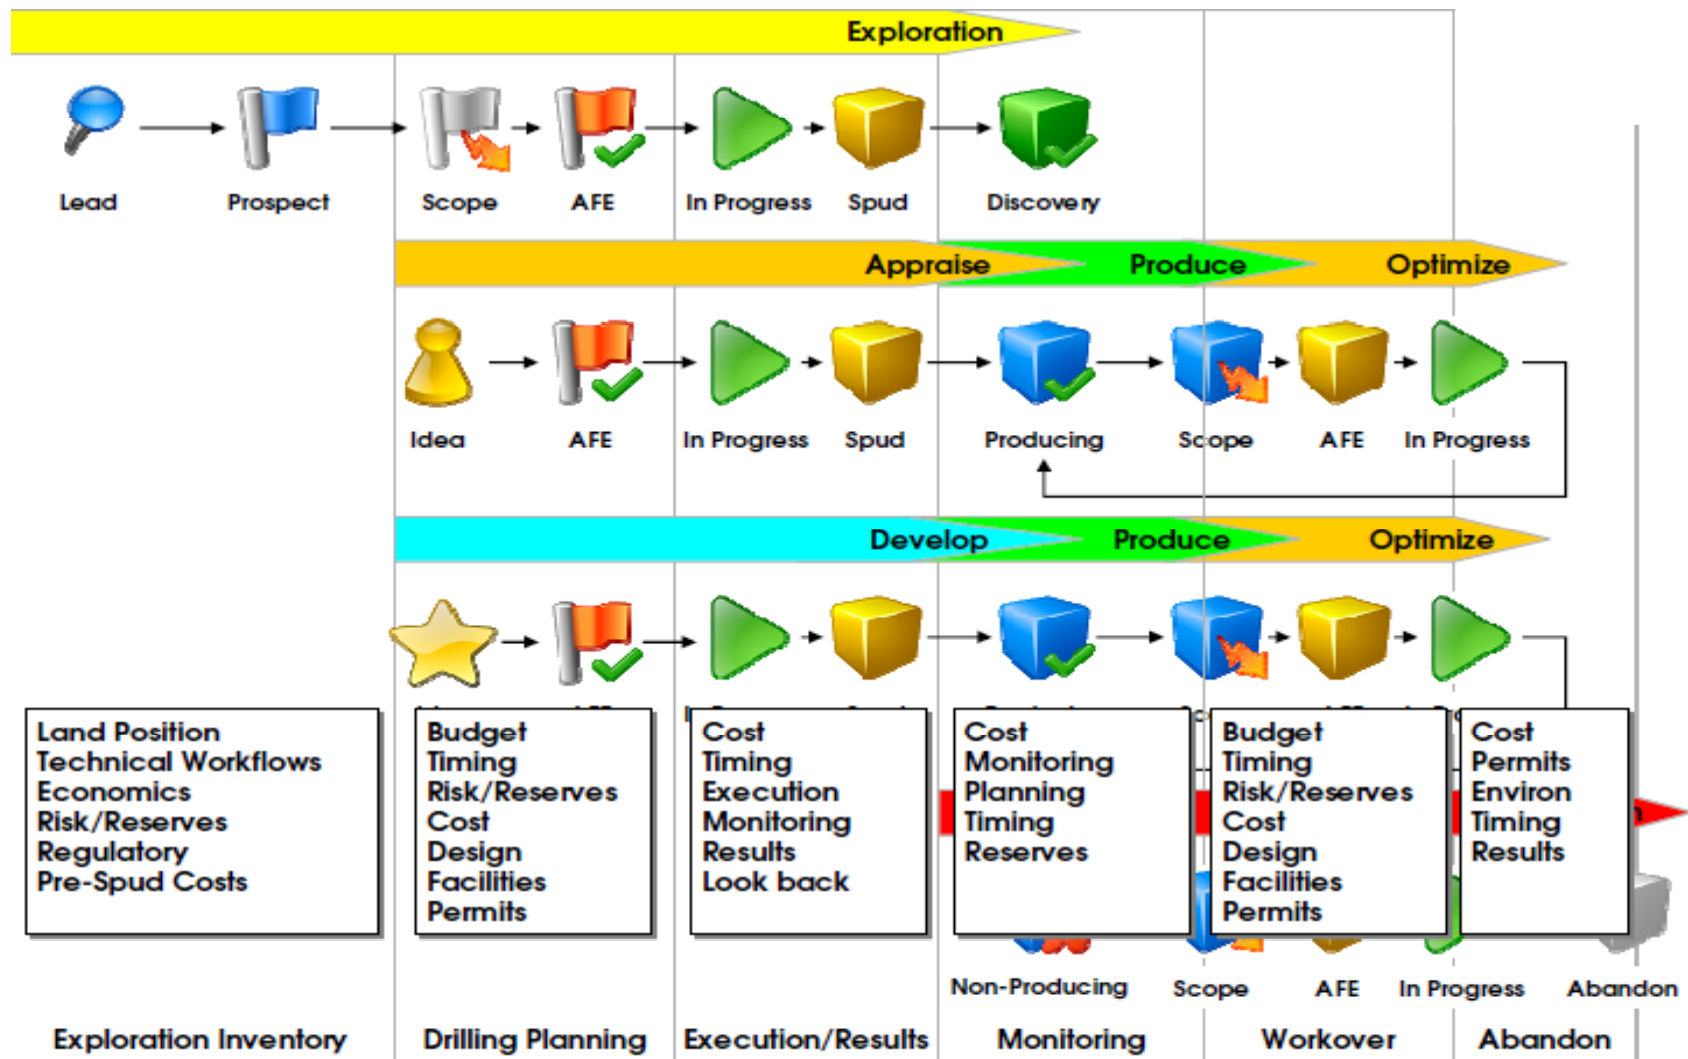 Exploration
Lead
Prospect
Scope
AFE
In Progress
Spud
Discovery
Appraise
Produce
Optimize
Idea
AFE
In Progress
Spud
Producing
Scope
AFE
In Progress
Develop
Produce
Optimize
Land Position
Technical Workflows
Economics
Risk/Reserves
Regulatory
Pre-Spud Costs
Budget
Timing
Risk/Reserves
Cost
Design
Facilities
Permits
Cost
Timing
Execution
Monitoring
Results
Look back
Cost
Monitoring
Planning
Timing
Reserves
Budget
Timing
Risk/Reserves
Cost
Design
Facilities
Permits
Cost
Permits
Environ
Timing
Results
Non-Producing
Scope
AFE
In Progress
Abandon
Exploration Inventory
Drilling Planning
Execution/Results
Monitoring
Workover
Abandon